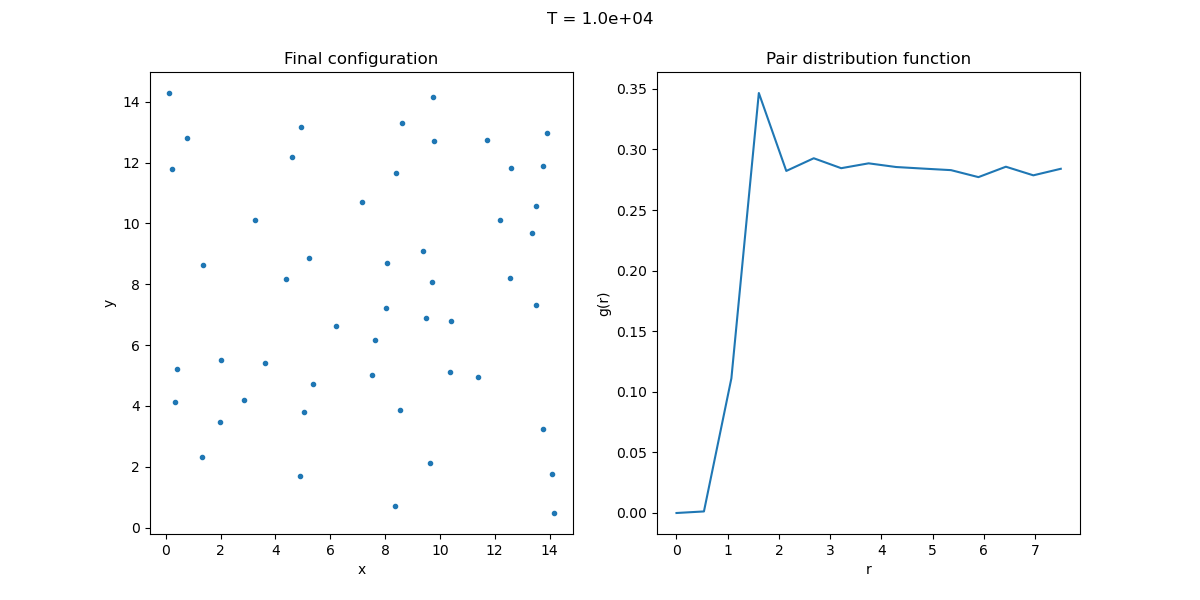 T = 1.0e+04
Final configuration
Pair distribution function
14
12
10
8
6
4
2
0
y
0 2 4 6 8 10 12 14
x
0.35
0.30
0.25
0.20
0.15
0.10
0.05
0.00
g(r)
0 1 2 3 4 5 6 7
r